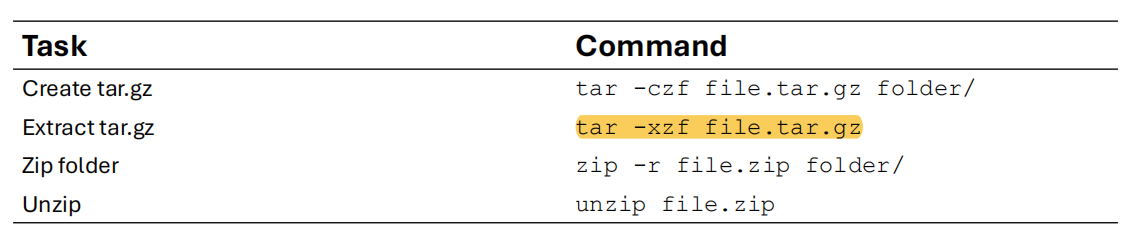 Task Command
Create tar.gz tar -czf file.tar.gz folder/
Extract tar.gz tar -xzf file.tar.gz
Zip folder zip -r file.zip folder/
Unzip unzip file.zip